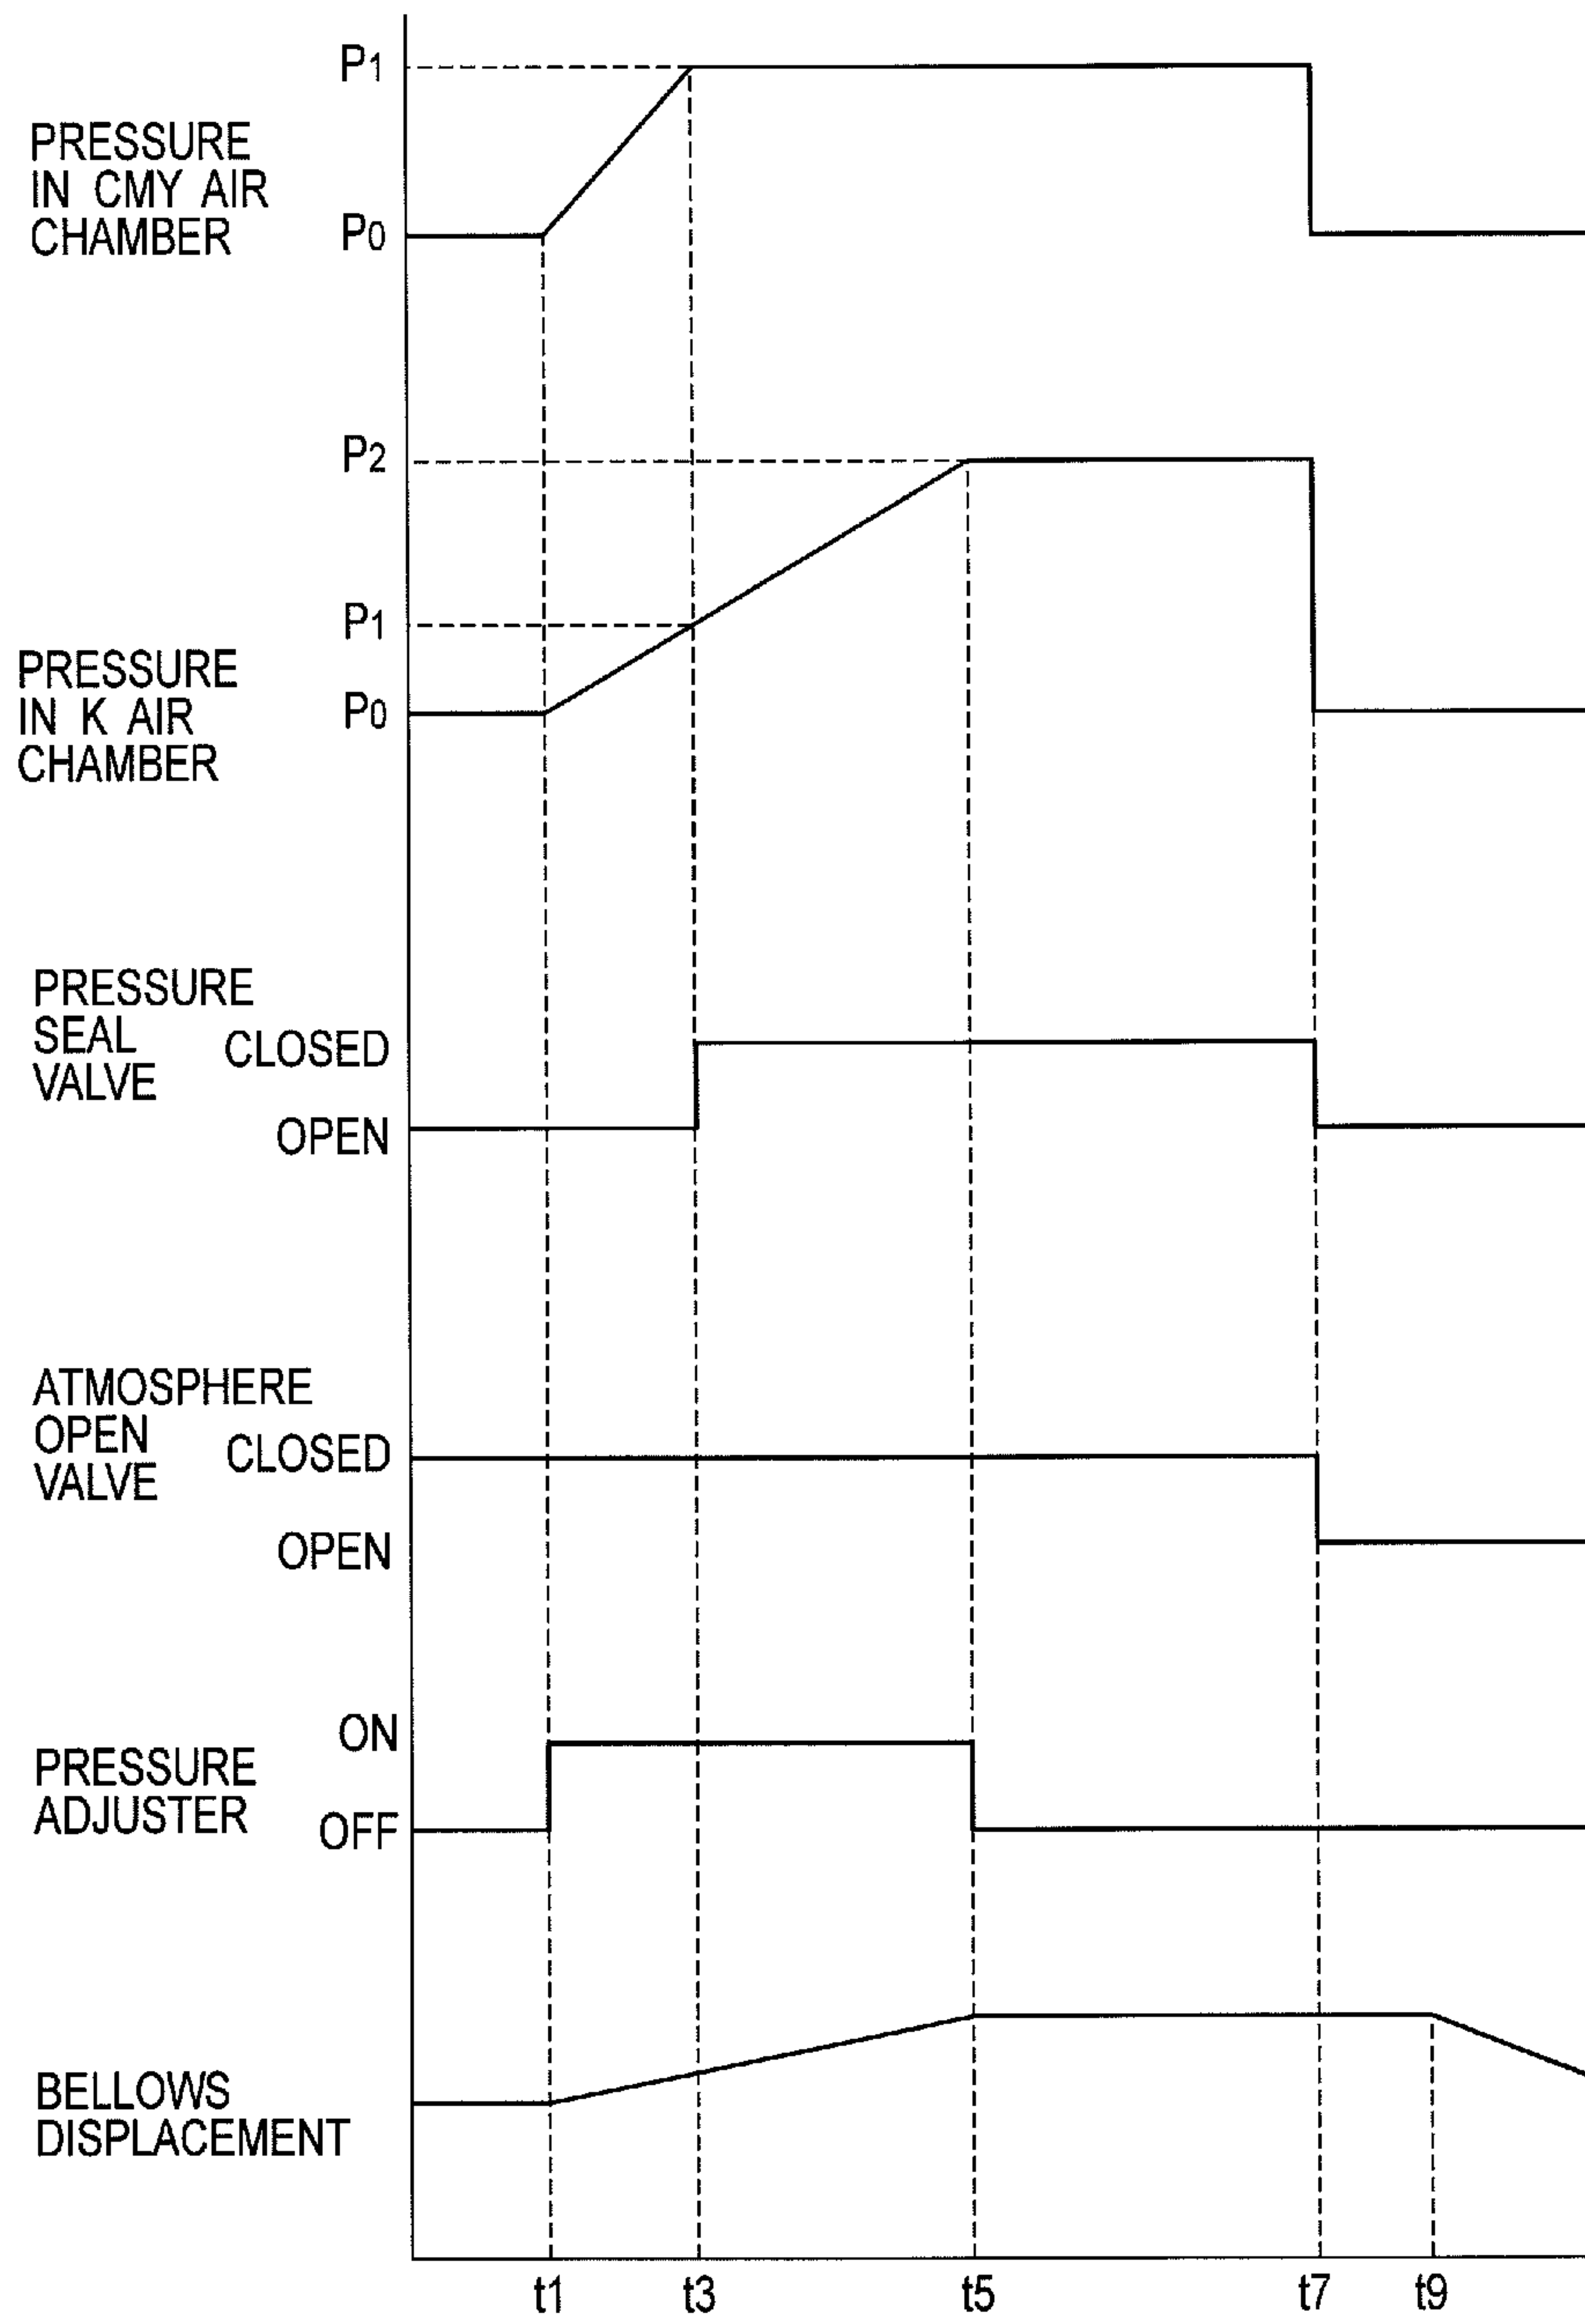 P1
PRESSURE
IN CMY AIR
CHAMBER
P0
P2
P1
PRESSURE
IN K AIR
CHAMBER
P0
PRESSURE
SEAL
VALVE
CLOSED
OPEN
ATMOSPHERE
OPEN
VALVE
CLOSED
OPEN
ON
PRESSURE
ADJUSTER
OFF
BELLOWS
DISPLACEMENT
t1 t3 t5 t7 t9